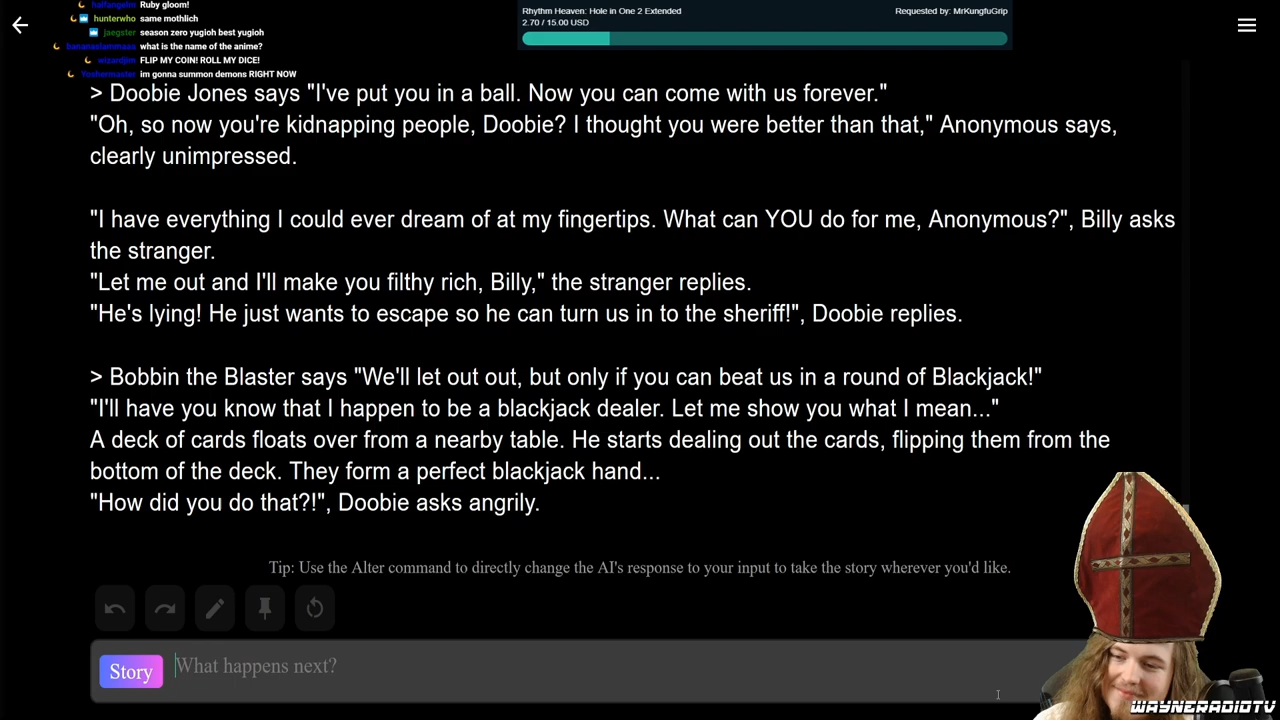 halfangelm Ruby gloom!
hunterwho same mothlich
jaegster season zero yugioh best yugioh
bananaslammaas what is the name of the anime?
wizardjim FLIP MY COIN! ROLL MY DICE!
Yoshermaster im gonna summon demons RIGHT NOW
Rhythm Heaven: Hole in One 2 Extended Requested by: MrKungfuGrip
2.70 / 15.00 USD
> Doobie Jones says "I've put you in a ball. Now you can come with us forever."
"Oh, so now you're kidnapping people, Doobie? I thought you were better than that," Anonymous says,
clearly unimpressed.
"I have everything I could ever dream of at my fingertips. What can YOU do for me, Anonymous?", Billy asks
the stranger.
"Let me out and I'll make you filthy rich, Billy," the stranger replies.
"He's lying! He just wants to escape so he can turn us in to the sheriff!", Doobie replies.
> Bobbin the Blaster says "We'll let out out, but only if you can beat us in a round of Blackjack!"
"I'll have you know that I happen to be a blackjack dealer. Let me show you what I mean..."
A deck of cards floats over from a nearby table. He starts dealing out the cards, flipping them from the
bottom of the deck. They form a perfect blackjack hand...
"How did you do that?!", Doobie asks angrily.
Tip: Use the Alter command to directly change the AI's response to your input to take the story wherever you'd like.
Story What happens next?
WAYNERADIOTV